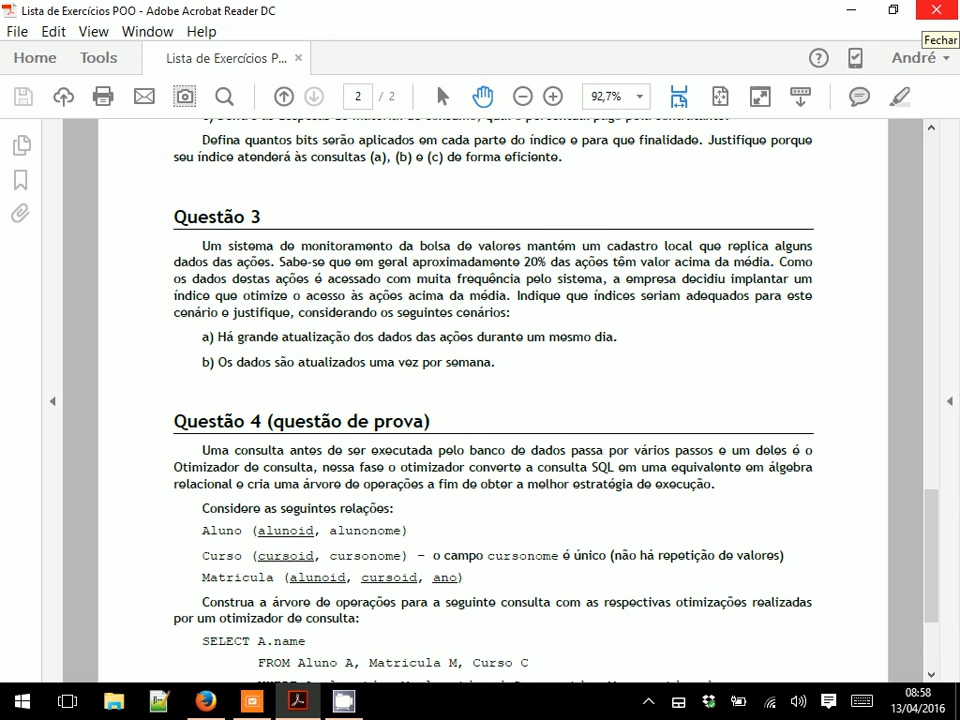 Lista de Exercícios POO - Adobe Acrobat Reader DC
File Edit View Window Help
Fechar
Home Tools Lista de Exercícios P... × André
2 / 2 92,7%
Defina quantos bits serão aplicados em cada parte do índice e para que finalidade. Justifique porque
seu índice atenderá às consultas (a), (b) e (c) de forma eficiente.
Questão 3
Um sistema de monitoramento da bolsa de valores mantém um cadastro local que replica alguns
dados das ações. Sabe-se que em geral aproximadamente 20% das ações têm valor acima da média. Como
os dados destas ações é acessado com muita frequência pelo sistema, a empresa decidiu implantar um
índice que otimize o acesso às ações acima da média. Indique que índices seriam adequados para este
cenário e justifique, considerando os seguintes cenários:
a) Há grande atualização dos dados das ações durante um mesmo dia.
b) Os dados são atualizados uma vez por semana.
Questão 4 (questão de prova)
Uma consulta antes de ser executada pelo banco de dados passa por vários passos e um deles é o
Otimizador de consulta, nessa fase o otimizador converte a consulta SQL em uma equivalente em álgebra
relacional e cria uma árvore de operações a fim de obter a melhor estratégia de execução.
Considere as seguintes relações:
Aluno (alunoid, alunonome)
Curso (cursoid, cursonome) – o campo cursonome é único (não há repetição de valores)
Matricula (alunoid, cursoid, ano)
Construa a árvore de operações para a seguinte consulta com as respectivas otimizações realizadas
por um otimizador de consulta:
SELECT A.name
FROM Aluno A, Matricula M, Curso C
08:58
13/04/2016